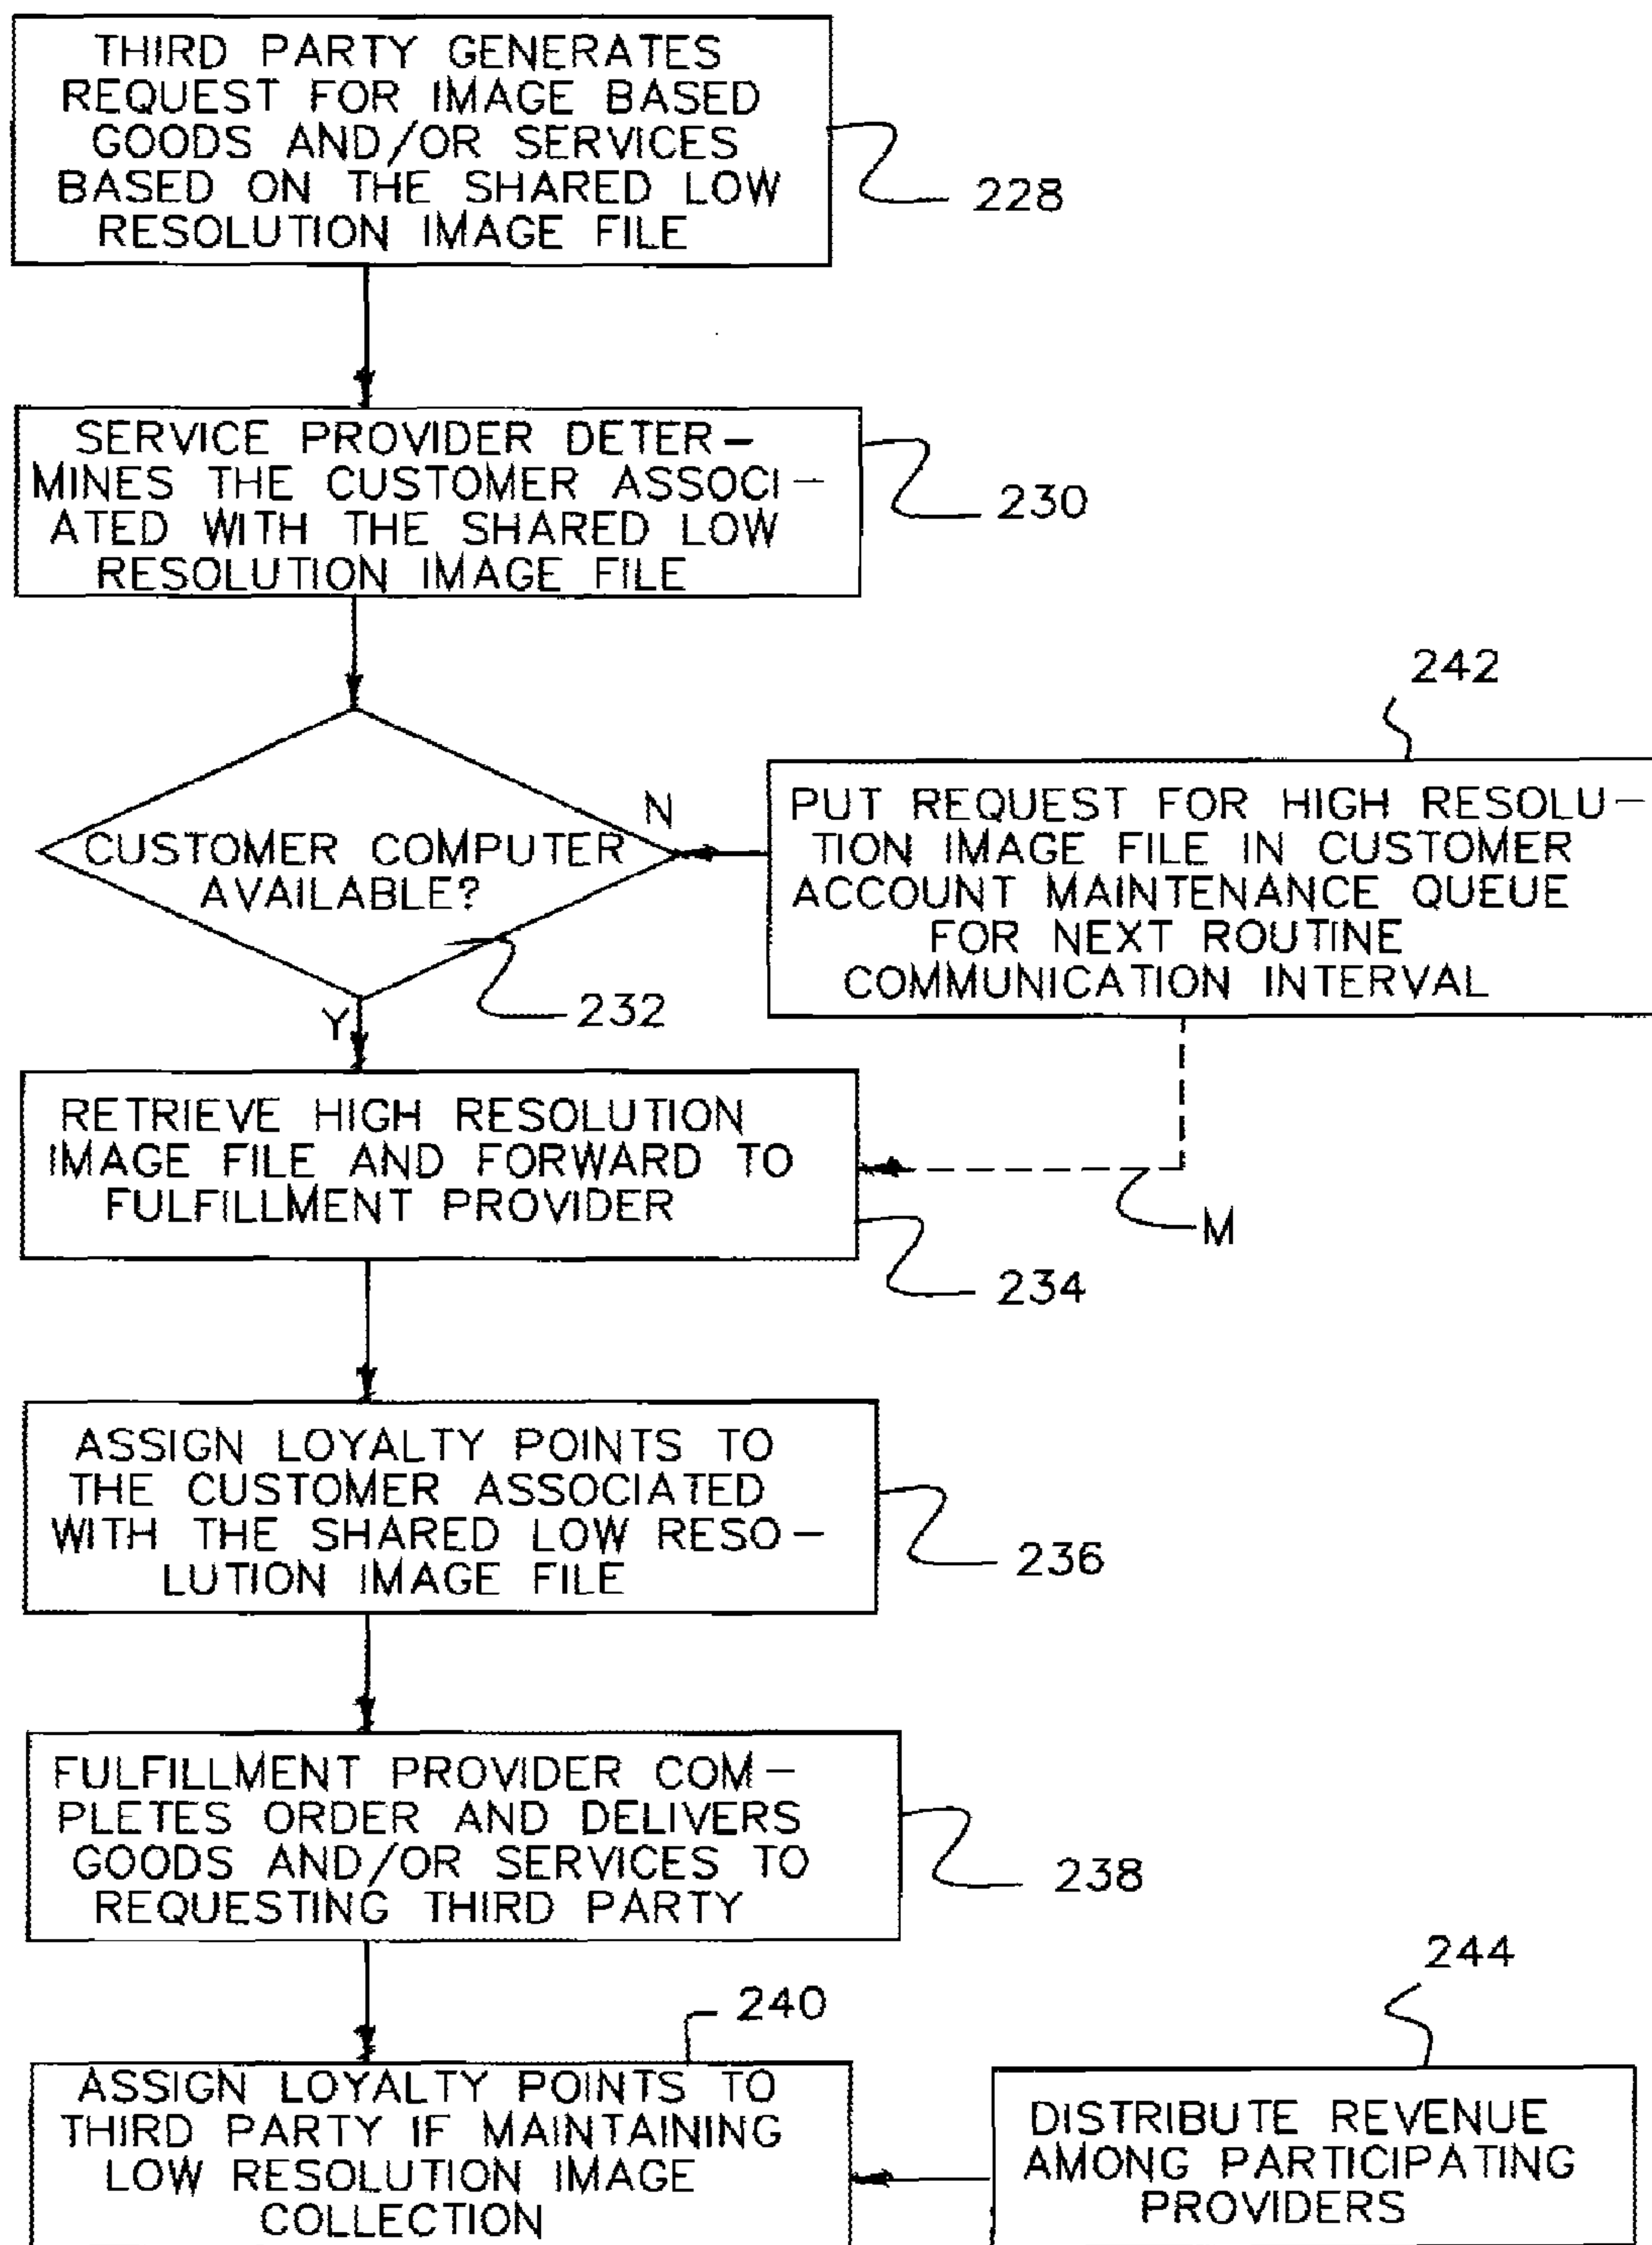 THIRD PARTY GENERATES
REQUEST FOR IMAGE BASED
GOODS AND/OR SERVICES
BASED ON THE SHARED LOW
RESOLUTION IMAGE FILE
228
SERVICE PROVIDER DETER-
MINES THE CUSTOMER ASSOCI-
ATED WITH THE SHARED LOW
RESOLUTION IMAGE FILE
230
CUSTOMER COMPUTER
AVAILABLE?
N
Y
232
242
PUT REQUEST FOR HIGH RESOLU-
TION IMAGE FILE IN CUSTOMER
ACCOUNT MAINTENANCE QUEUE
FOR NEXT ROUTINE
COMMUNICATION INTERVAL
RETRIEVE HIGH RESOLUTION
IMAGE FILE AND FORWARD TO
FULFILLMENT PROVIDER
M
234
ASSIGN LOYALTY POINTS TO
THE CUSTOMER ASSOCIATED
WITH THE SHARED LOW RESO-
LUTION IMAGE FILE
236
FULFILLMENT PROVIDER COM-
PLETES ORDER AND DELIVERS
GOODS AND/OR SERVICES TO
REQUESTING THIRD PARTY
238
240
ASSIGN LOYALTY POINTS TO
THIRD PARTY IF MAINTAINING
LOW RESOLUTION IMAGE
COLLECTION
244
DISTRIBUTE REVENUE
AMONG PARTICIPATING
PROVIDERS